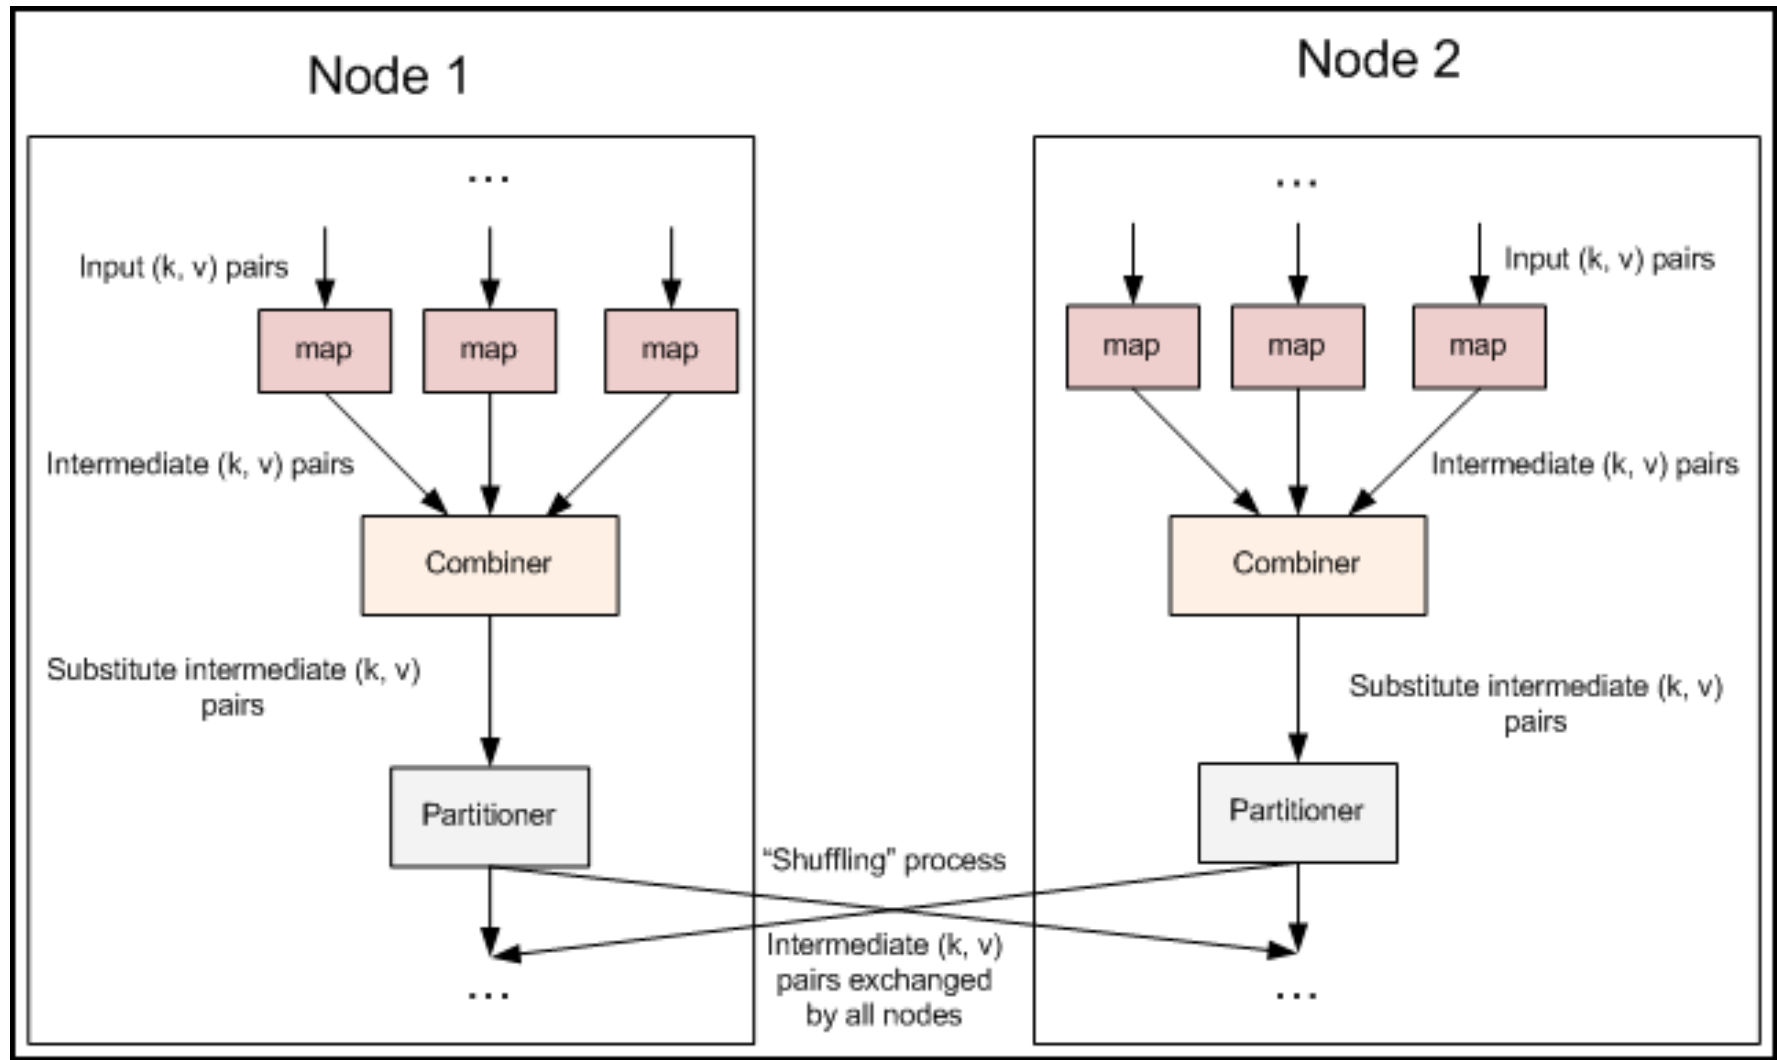 Node 1
Node 2
...
...
Input (k, v) pairs
Input (k, v) pairs
map
map
map
map
map
map
Intermediate (k, v) pairs
Intermediate (k, v) pairs
Combiner
Combiner
Substitute intermediate (k, v)
pairs
Substitute intermediate (k, v)
pairs
Partitioner
Partitioner
“Shuffling” process
Intermediate (k, v)
pairs exchanged
by all nodes
...
...